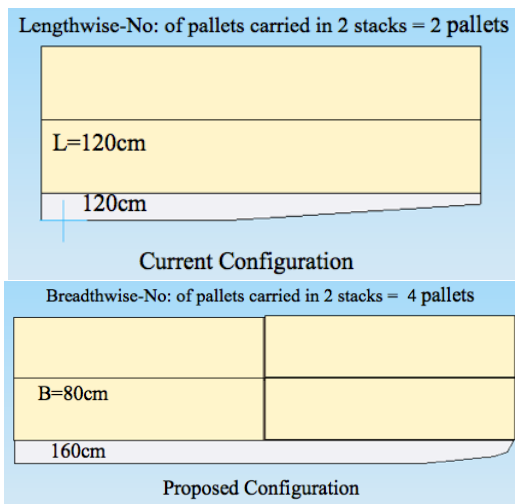 Lengthwise-No: of pallets carried in 2 stacks = 2 pallets
L=120cm
120cm
Current Configuration
Breadthwise-No: of pallets carried in 2 stacks = 4 pallets
B=80cm
160cm
Proposed Configuration